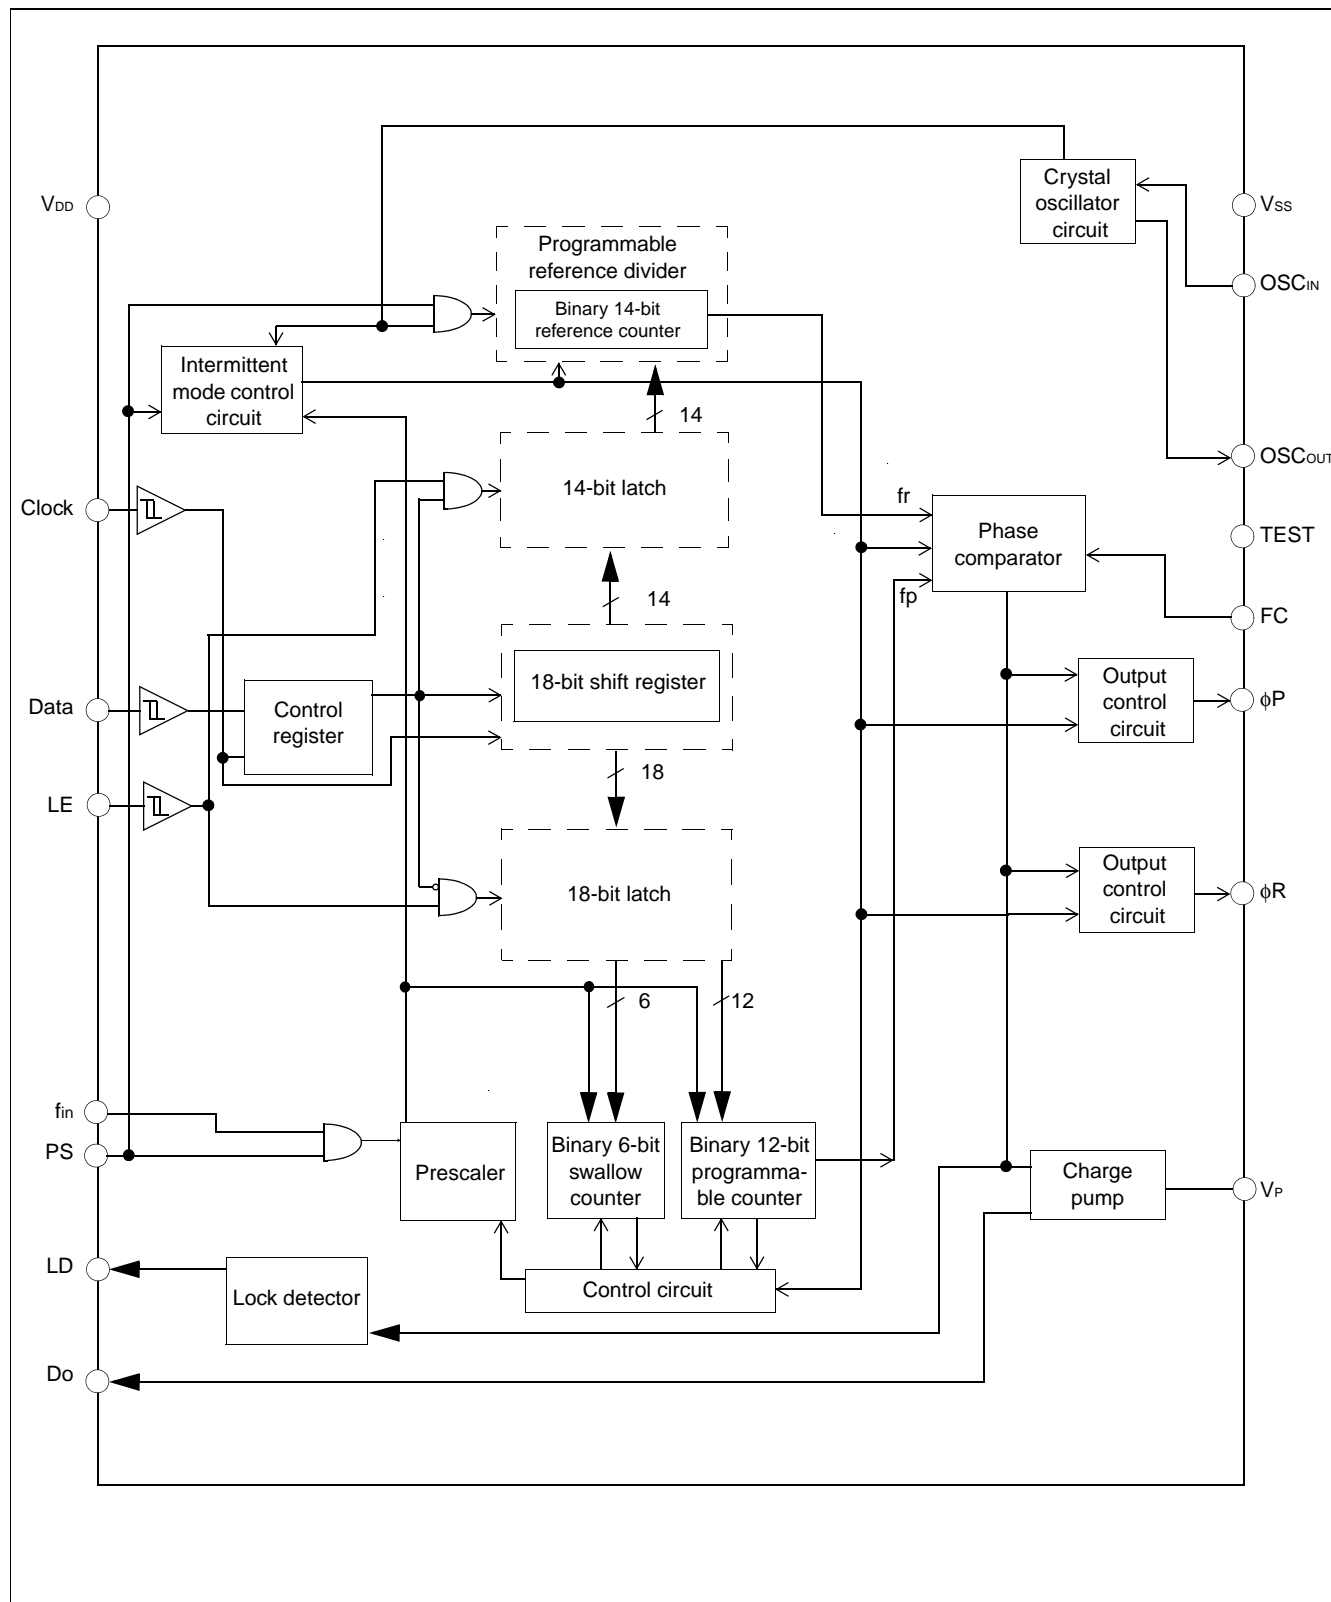 VDD
Crystal
oscillator
circuit
VSS
Programmable
reference divider
OSCIN
Binary 14-bit
reference counter
Intermittent
mode control
circuit
14
OSCOUT
14-bit latch
Clock
fr
Phase
comparator
TEST
fp
14
FC
18-bit shift register
Output
control
circuit
ϕP
Data
Control
register
18
LE
18-bit latch
Output
control
circuit
ϕR
6
12
fin
PS
Prescaler
Binary 6-bit
swallow
counter
Binary 12-bit
programma-
ble counter
Charge
pump
VP
LD
Lock detector
Control circuit
Do